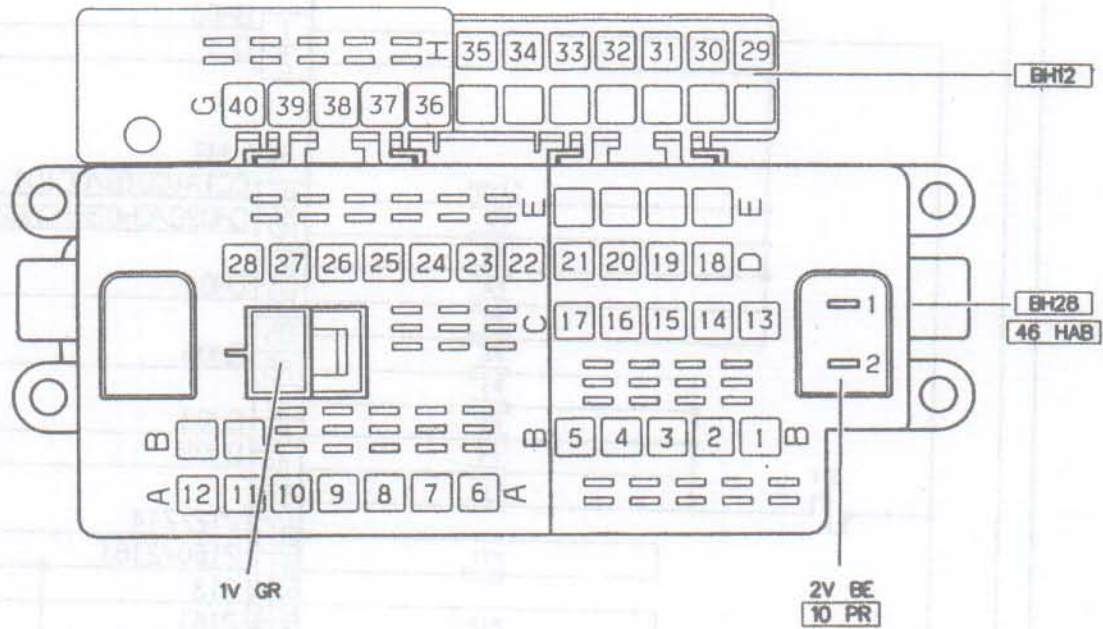 H 35 34 33 32 31 30 29
BH12
G 40 39 38 37 36
E E
28 27 26 25 24 23 22 21 20 19 18 D
1
BH28
C 17 16 15 14 13
46 HAB
2
B B 5 4 3 2 1 B
A 12 11 10 9 8 7 6 A
1V GR
2V BE
10 PR